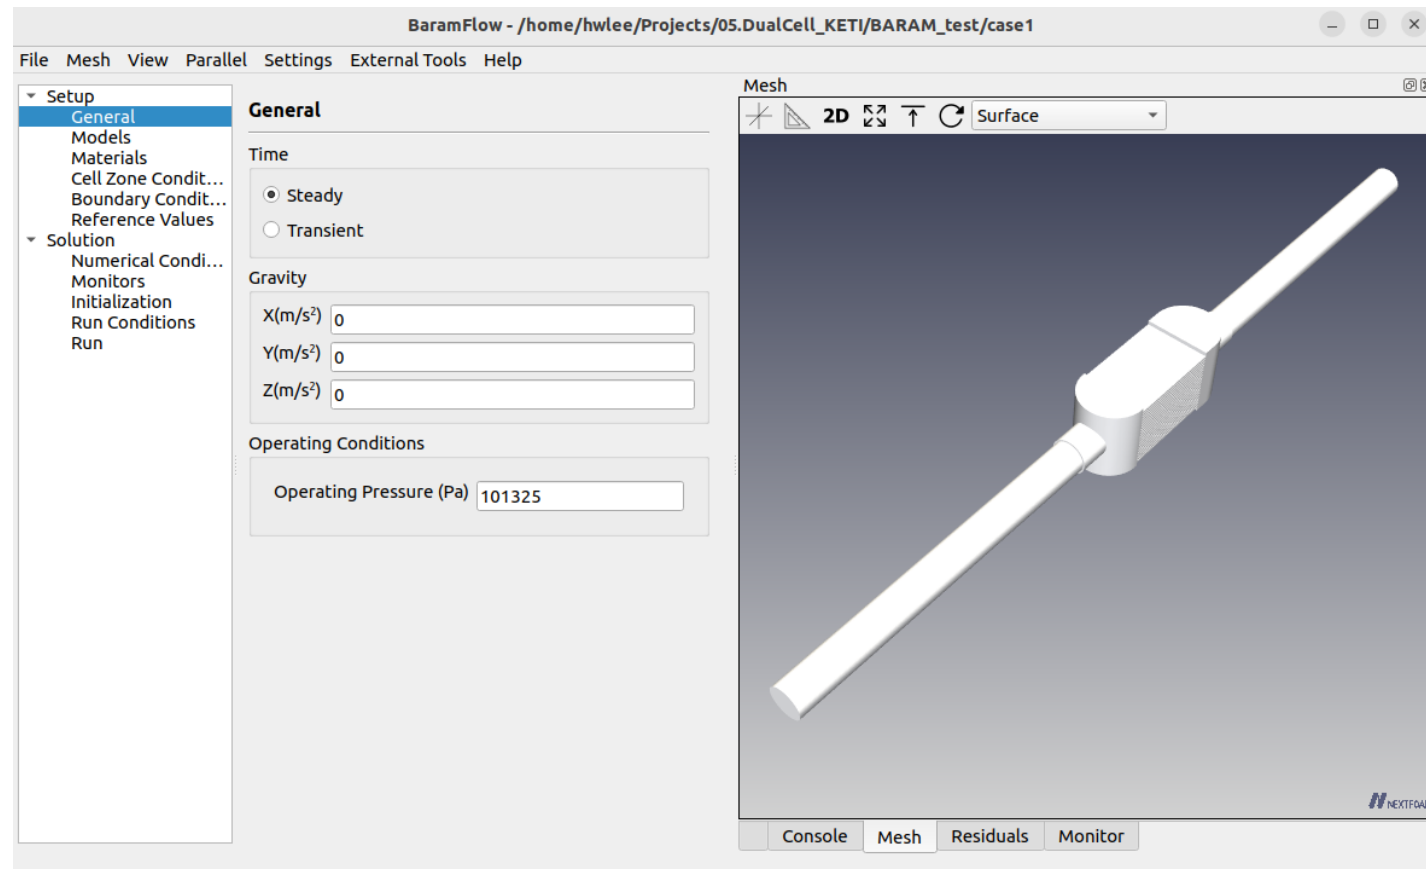 BaramFlow - /home/hwlee/Projects/05.DualCell_KETI/BARAM_test/case1
File Mesh View Parallel Settings External Tools Help
Setup
General
Models
Materials
Cell Zone Condit...
Boundary Condit...
Reference Values
Solution
Numerical Condi...
Monitors
Initialization
Run Conditions
Run
General
Time
Steady
Transient
Gravity
X(m/s²) 0
Y(m/s²) 0
Z(m/s²) 0
Operating Conditions
Operating Pressure (Pa) 101325
Mesh
2D Surface
NEXTFOA
Console Mesh Residuals Monitor